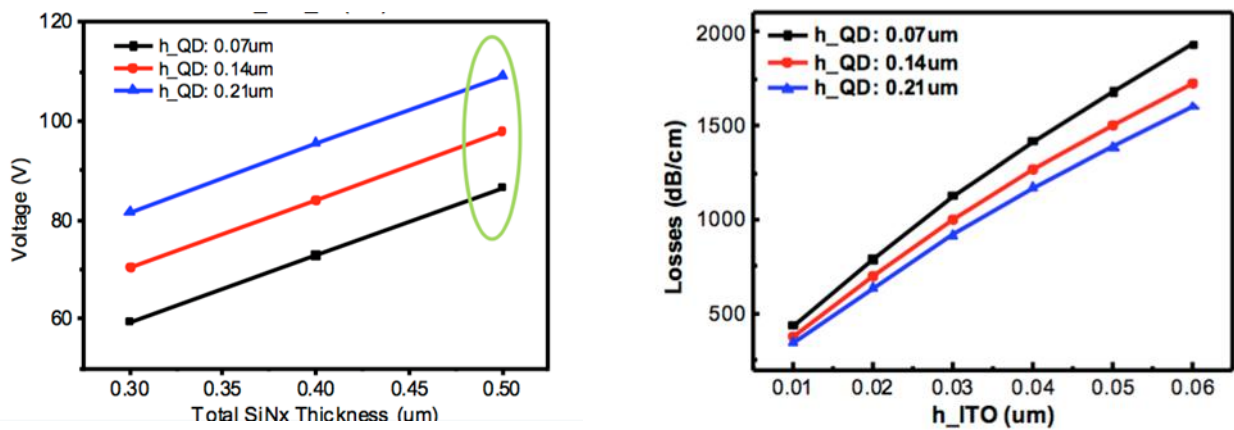 120
100
80
60
Voltage (V)
h_QD: 0.07um
h_QD: 0.14um
h_QD: 0.21um
0.30 0.35 0.40 0.45 0.50
Total SiNx Thickness (um)
2000
1500
1000
500
Losses (dB/cm)
h_QD: 0.07um
h_QD: 0.14um
h_QD: 0.21um
0.01 0.02 0.03 0.04 0.05 0.06
h_ITO (um)